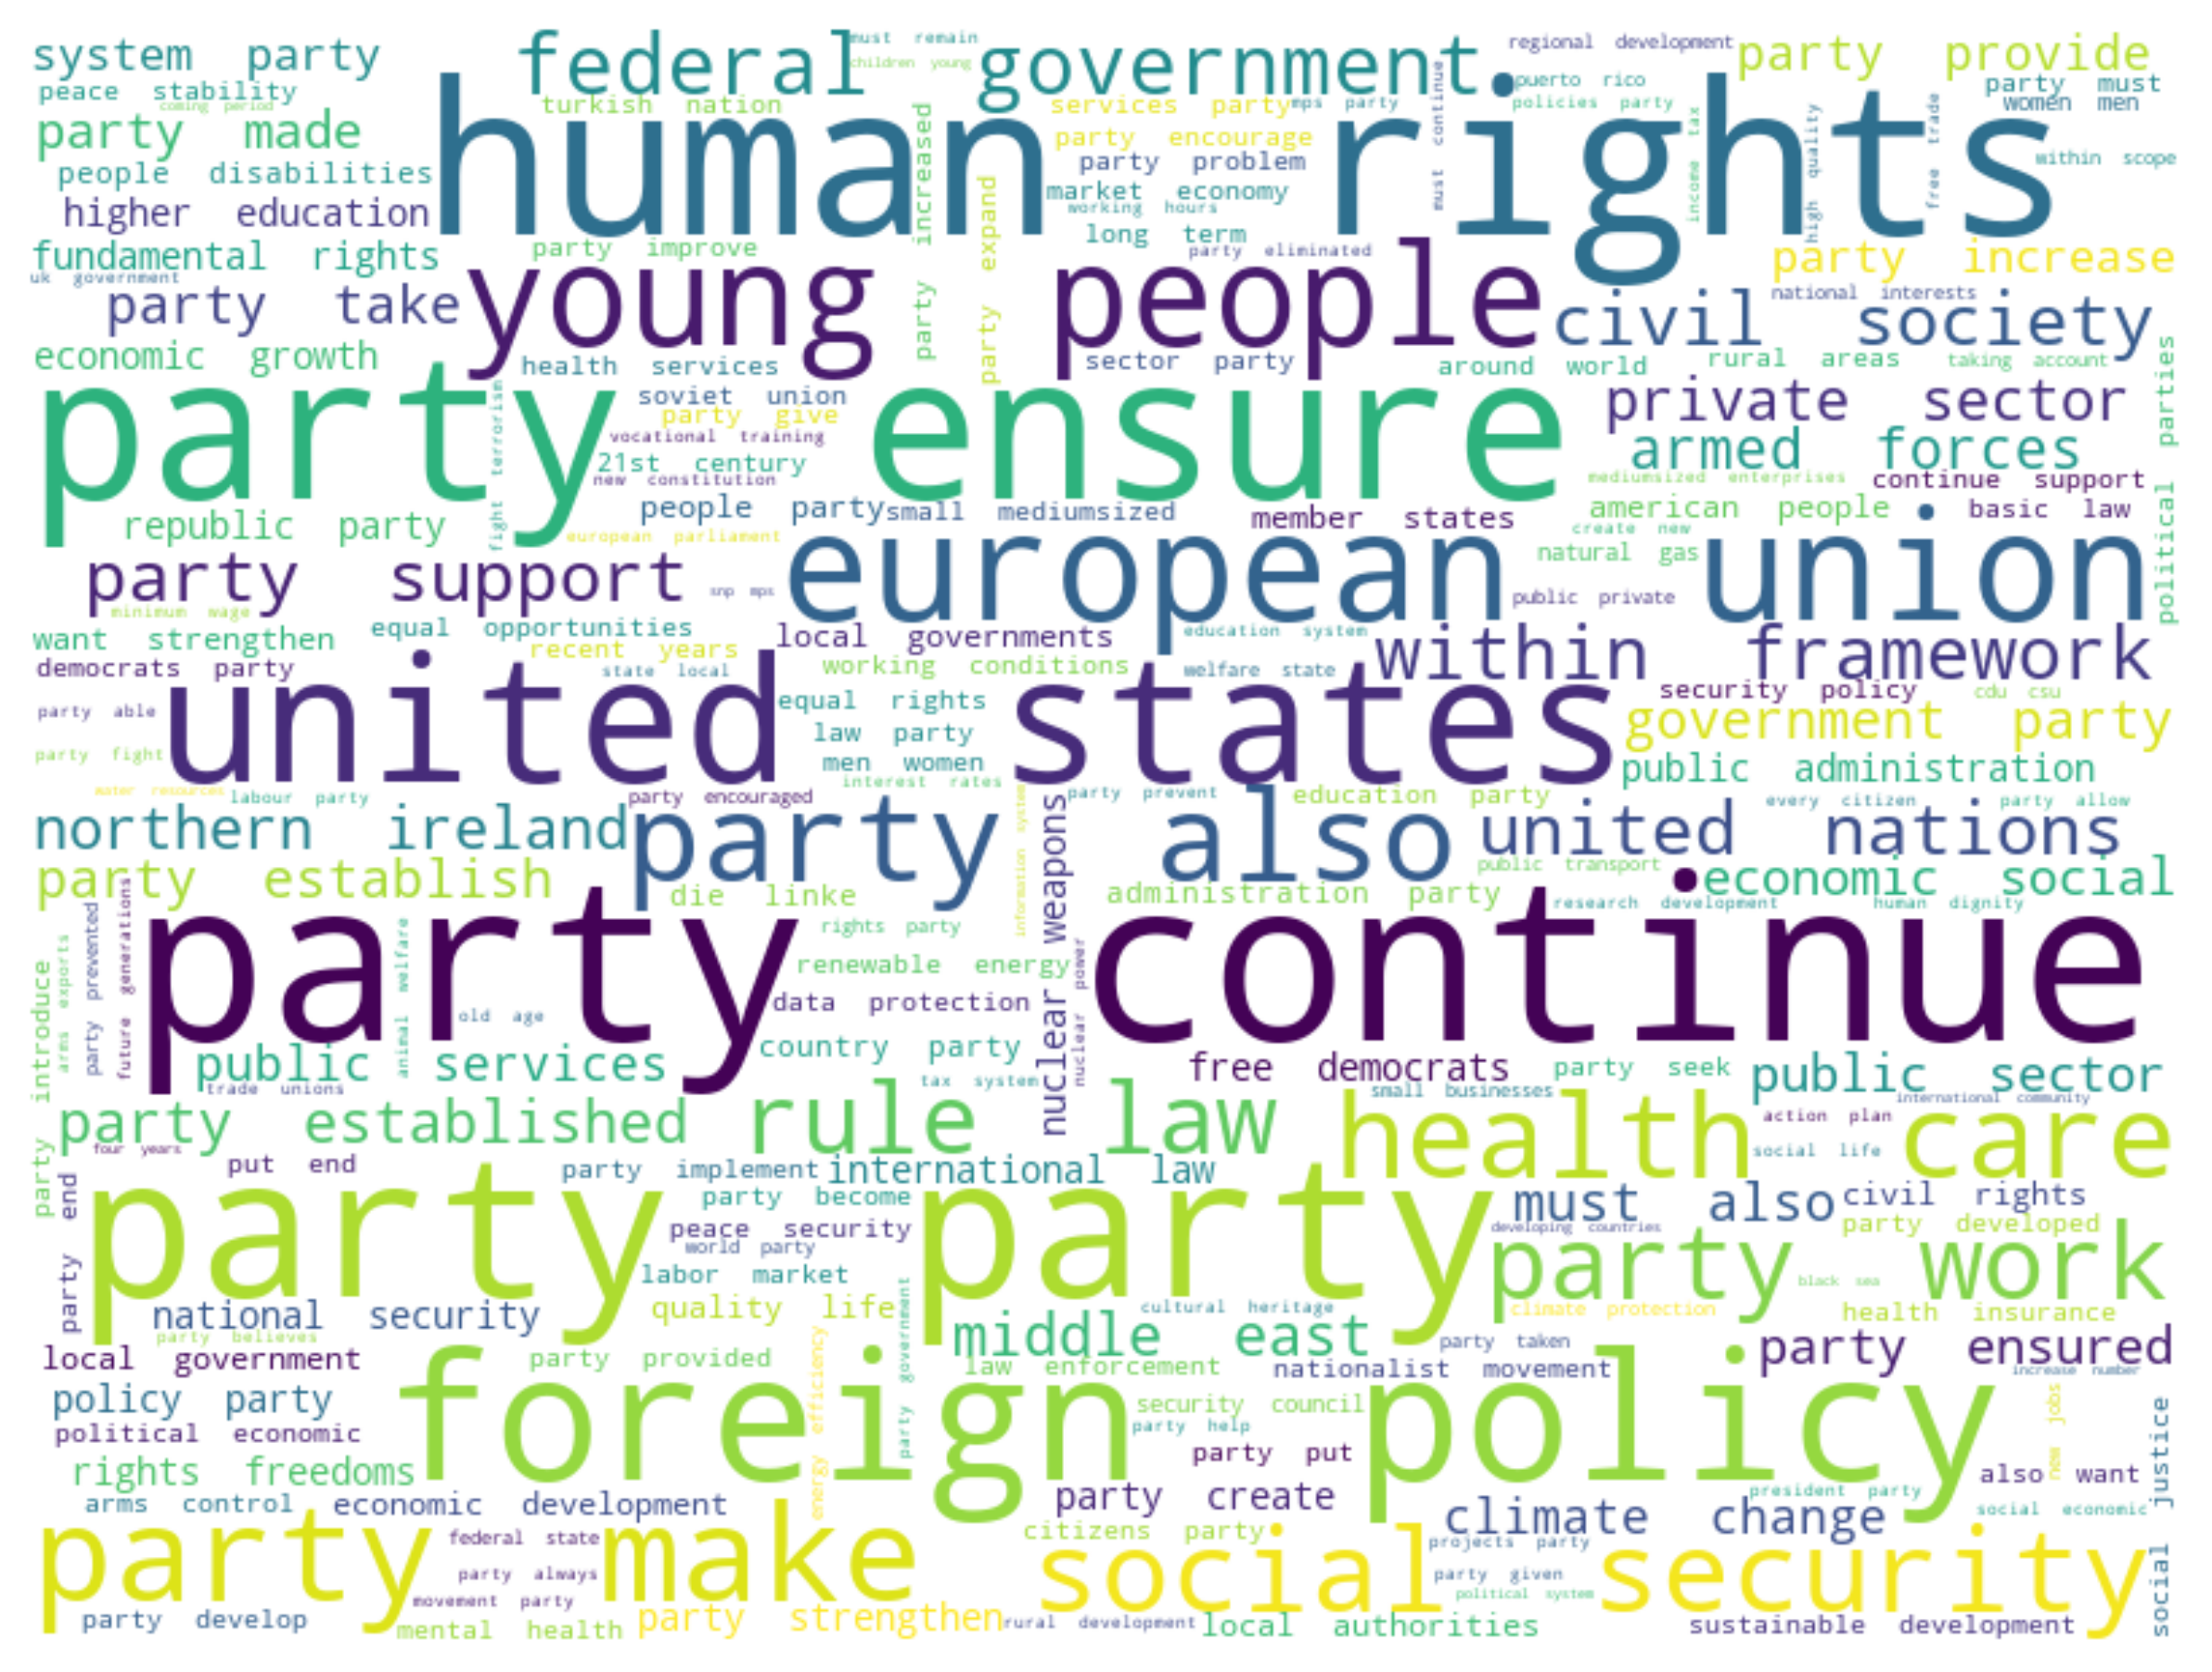 system party
federal government
must remain
children young
regional development
party provide
peace stability
coming period
turkish nation
services party
mps party
puerto rico
policies party
party must
women men
party made
human rights
party encourage
party problem
market economy
working hours
long term
party increased
party expand
must continue
income tax
high quality
free trade
within scope
people disabilities
higher education
fundamental rights
party improve
party eliminated
party increase
uk government
party take
young people
national interests
civil society
economic growth
health services
sector party
around world
rural areas
taking account
political parties
party ensure
fight terrorism
soviet union
party give
vocational training
21st century
new constitution
private sector
armed forces
mediumsized enterprises
continue support
republic party
people party
small mediumsized
member states
american people
basic law
create new
european parliament
european union
natural gas
party support
snp mps
public private
minimum wage
want strengthen
equal opportunities
recent years
local governments
education system
within framework
democrats party
state local
working conditions
welfare state
united states
equal rights
security policy
cdu csu
party able
law party
government party
party fight
men women
public administration
interest rates
water resources
labour party
party encouraged
information system
nuclear weapons
party prevent
education party
every citizen
party allow
northern ireland
party also
united nations
public transport
party establish
die linke
administration party
economic social
research development
human dignity
party continue
rights party
renewable energy
nuclear power
data protection
old age
party introduce
arms exports
party prevented
future generations
animal welfare
public services
country party
free democrats
party seek
public sector
trade unions
tax system
small businesses
international community
party established
rule law
health care
action plan
social life
four years
put end
party implement
international law
party end
party party
party become
must also
civil rights
peace security
developing countries
party developed
world party
party work
labor market
black sea
national security
quality life
party government
cultural heritage
climate protection
health insurance
party believes
middle east
party taken
party ensured
local government
party provided
law enforcement
nationalist movement
increase number
policy party
foreign policy
energy efficiency
security council
party help
new jobs
social justice
political economic
party put
rights freedoms
also want
arms control
economic development
party create
president party
climate change
social economic
party make
federal state
citizens party
social security
projects party
party always
party given
movement party
political system
party develop
mental health
party strengthen
rural development
local authorities
sustainable development